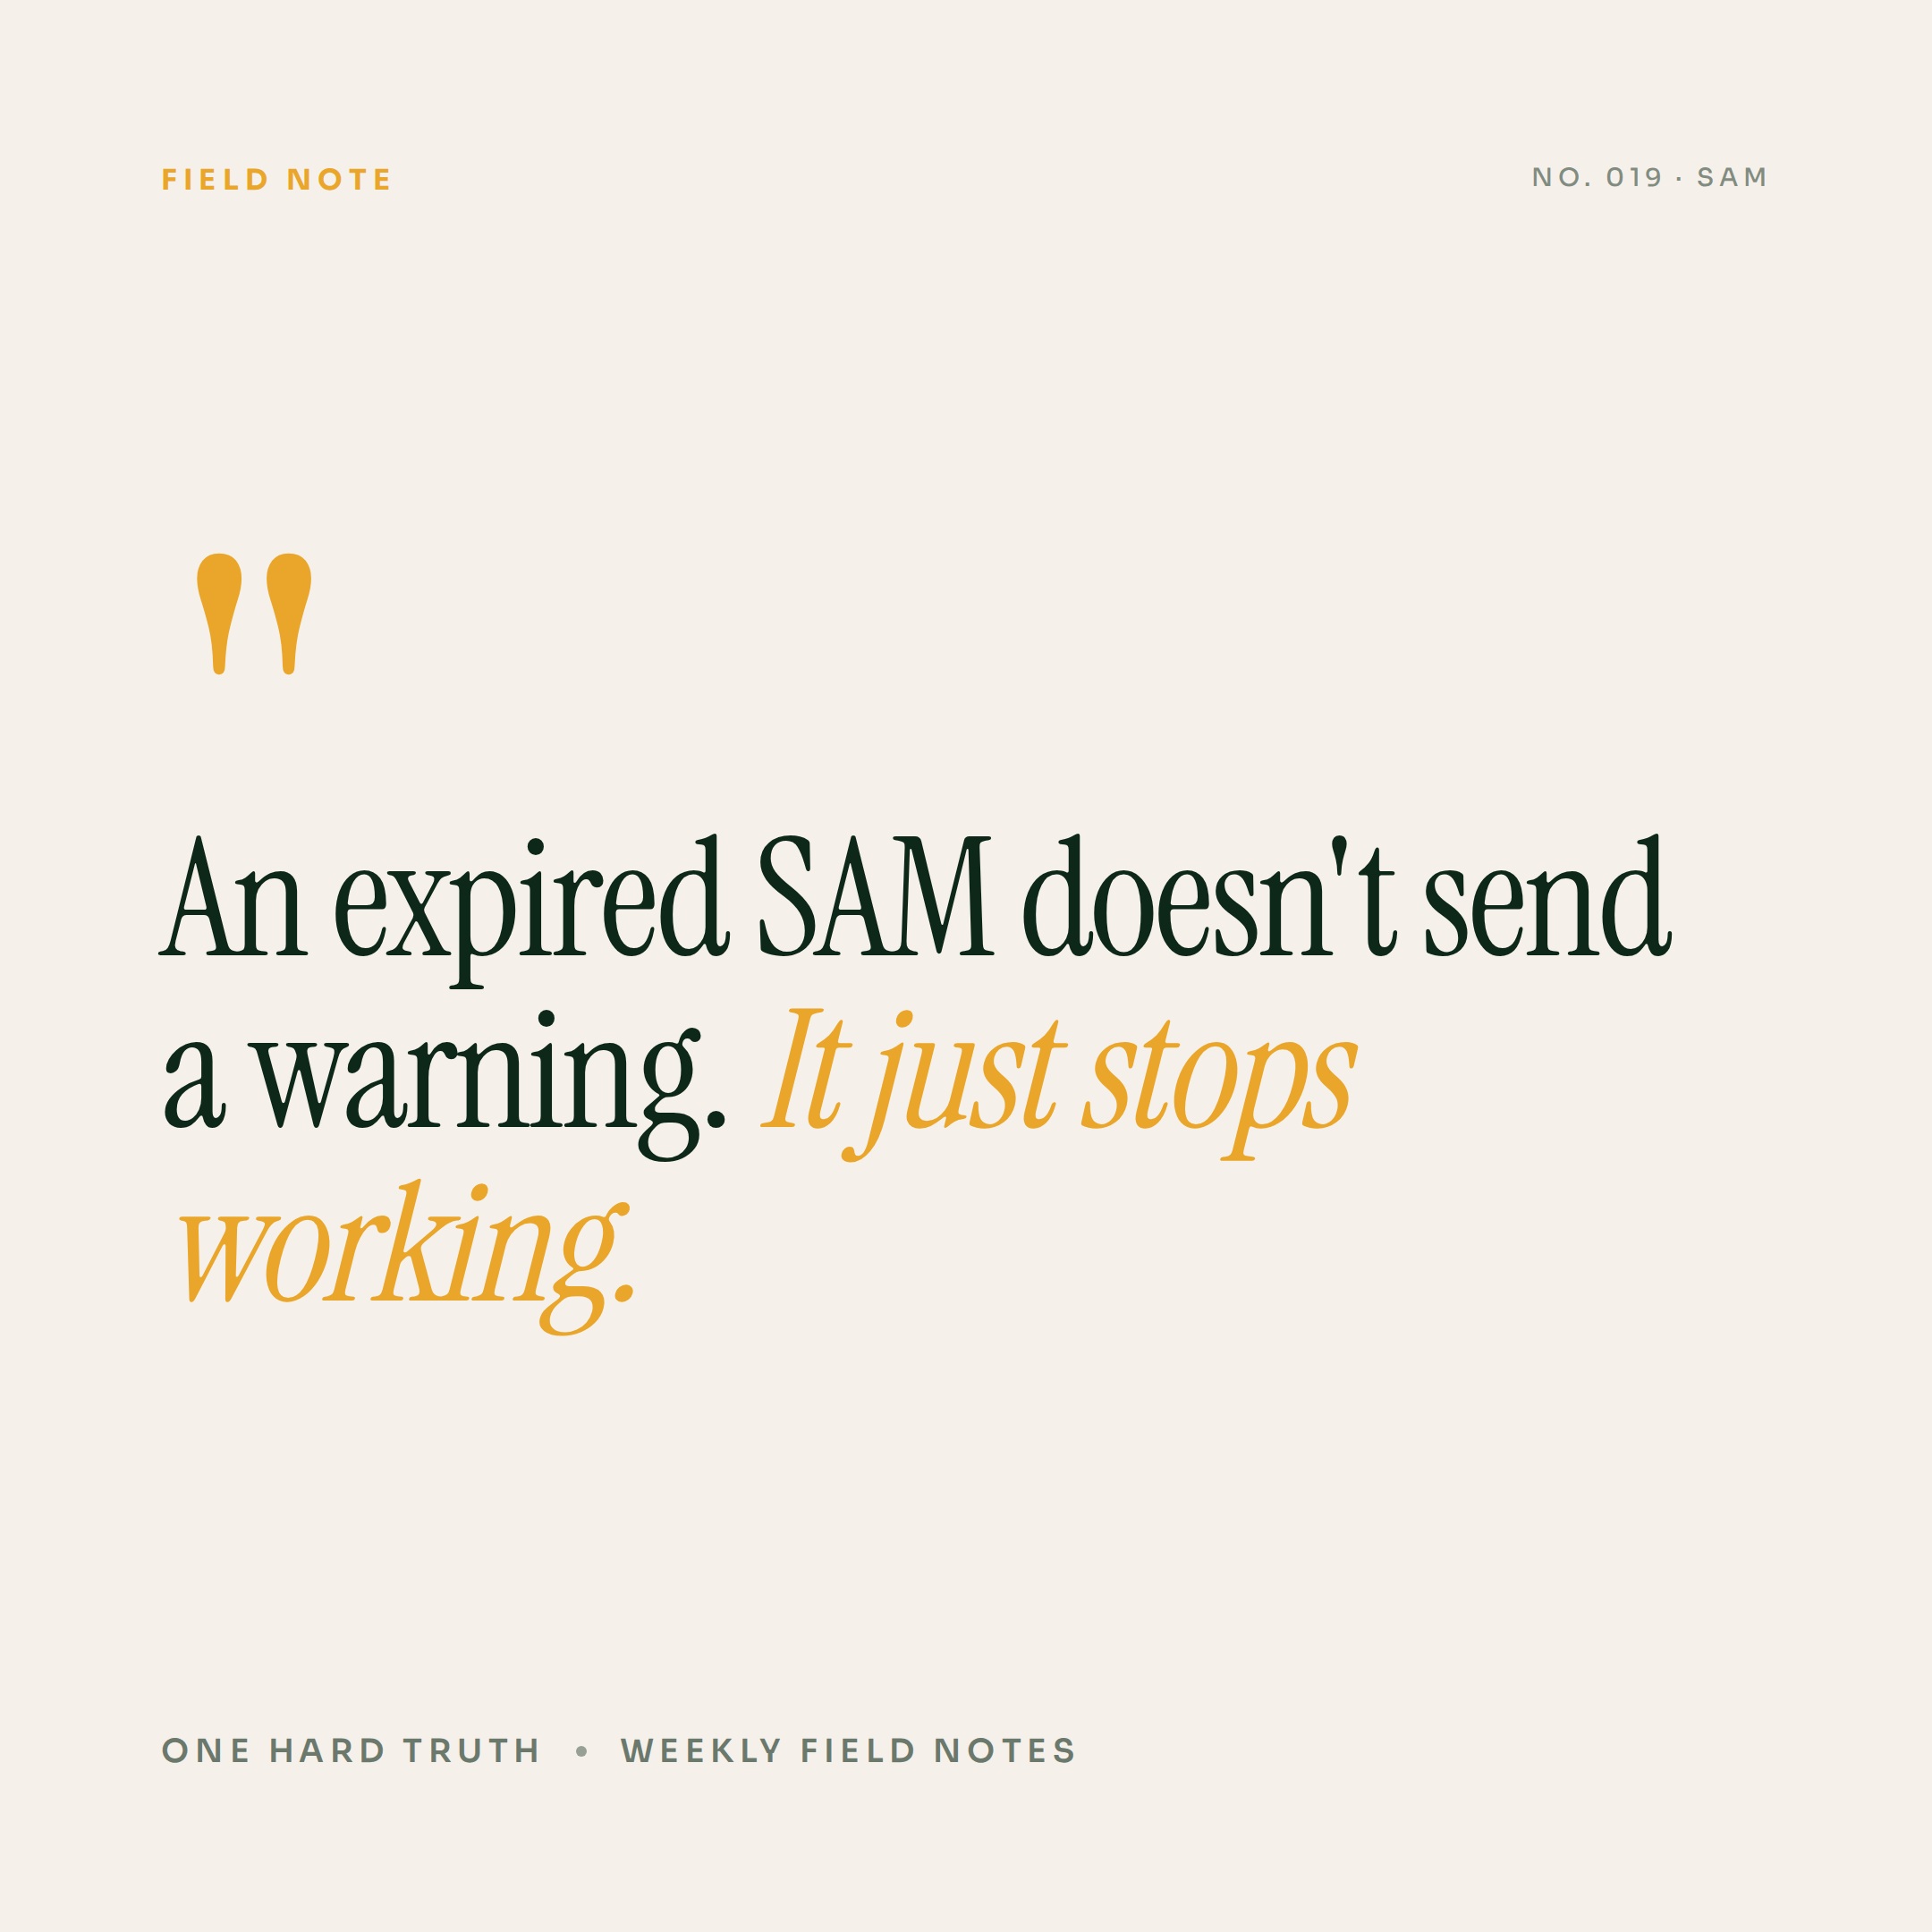 FIELD NOTE
NO. 019 · SAM
"
An expired SAM doesn't send
a warning. It just stops
working.
ONE HARD TRUTH • WEEKLY FIELD NOTES